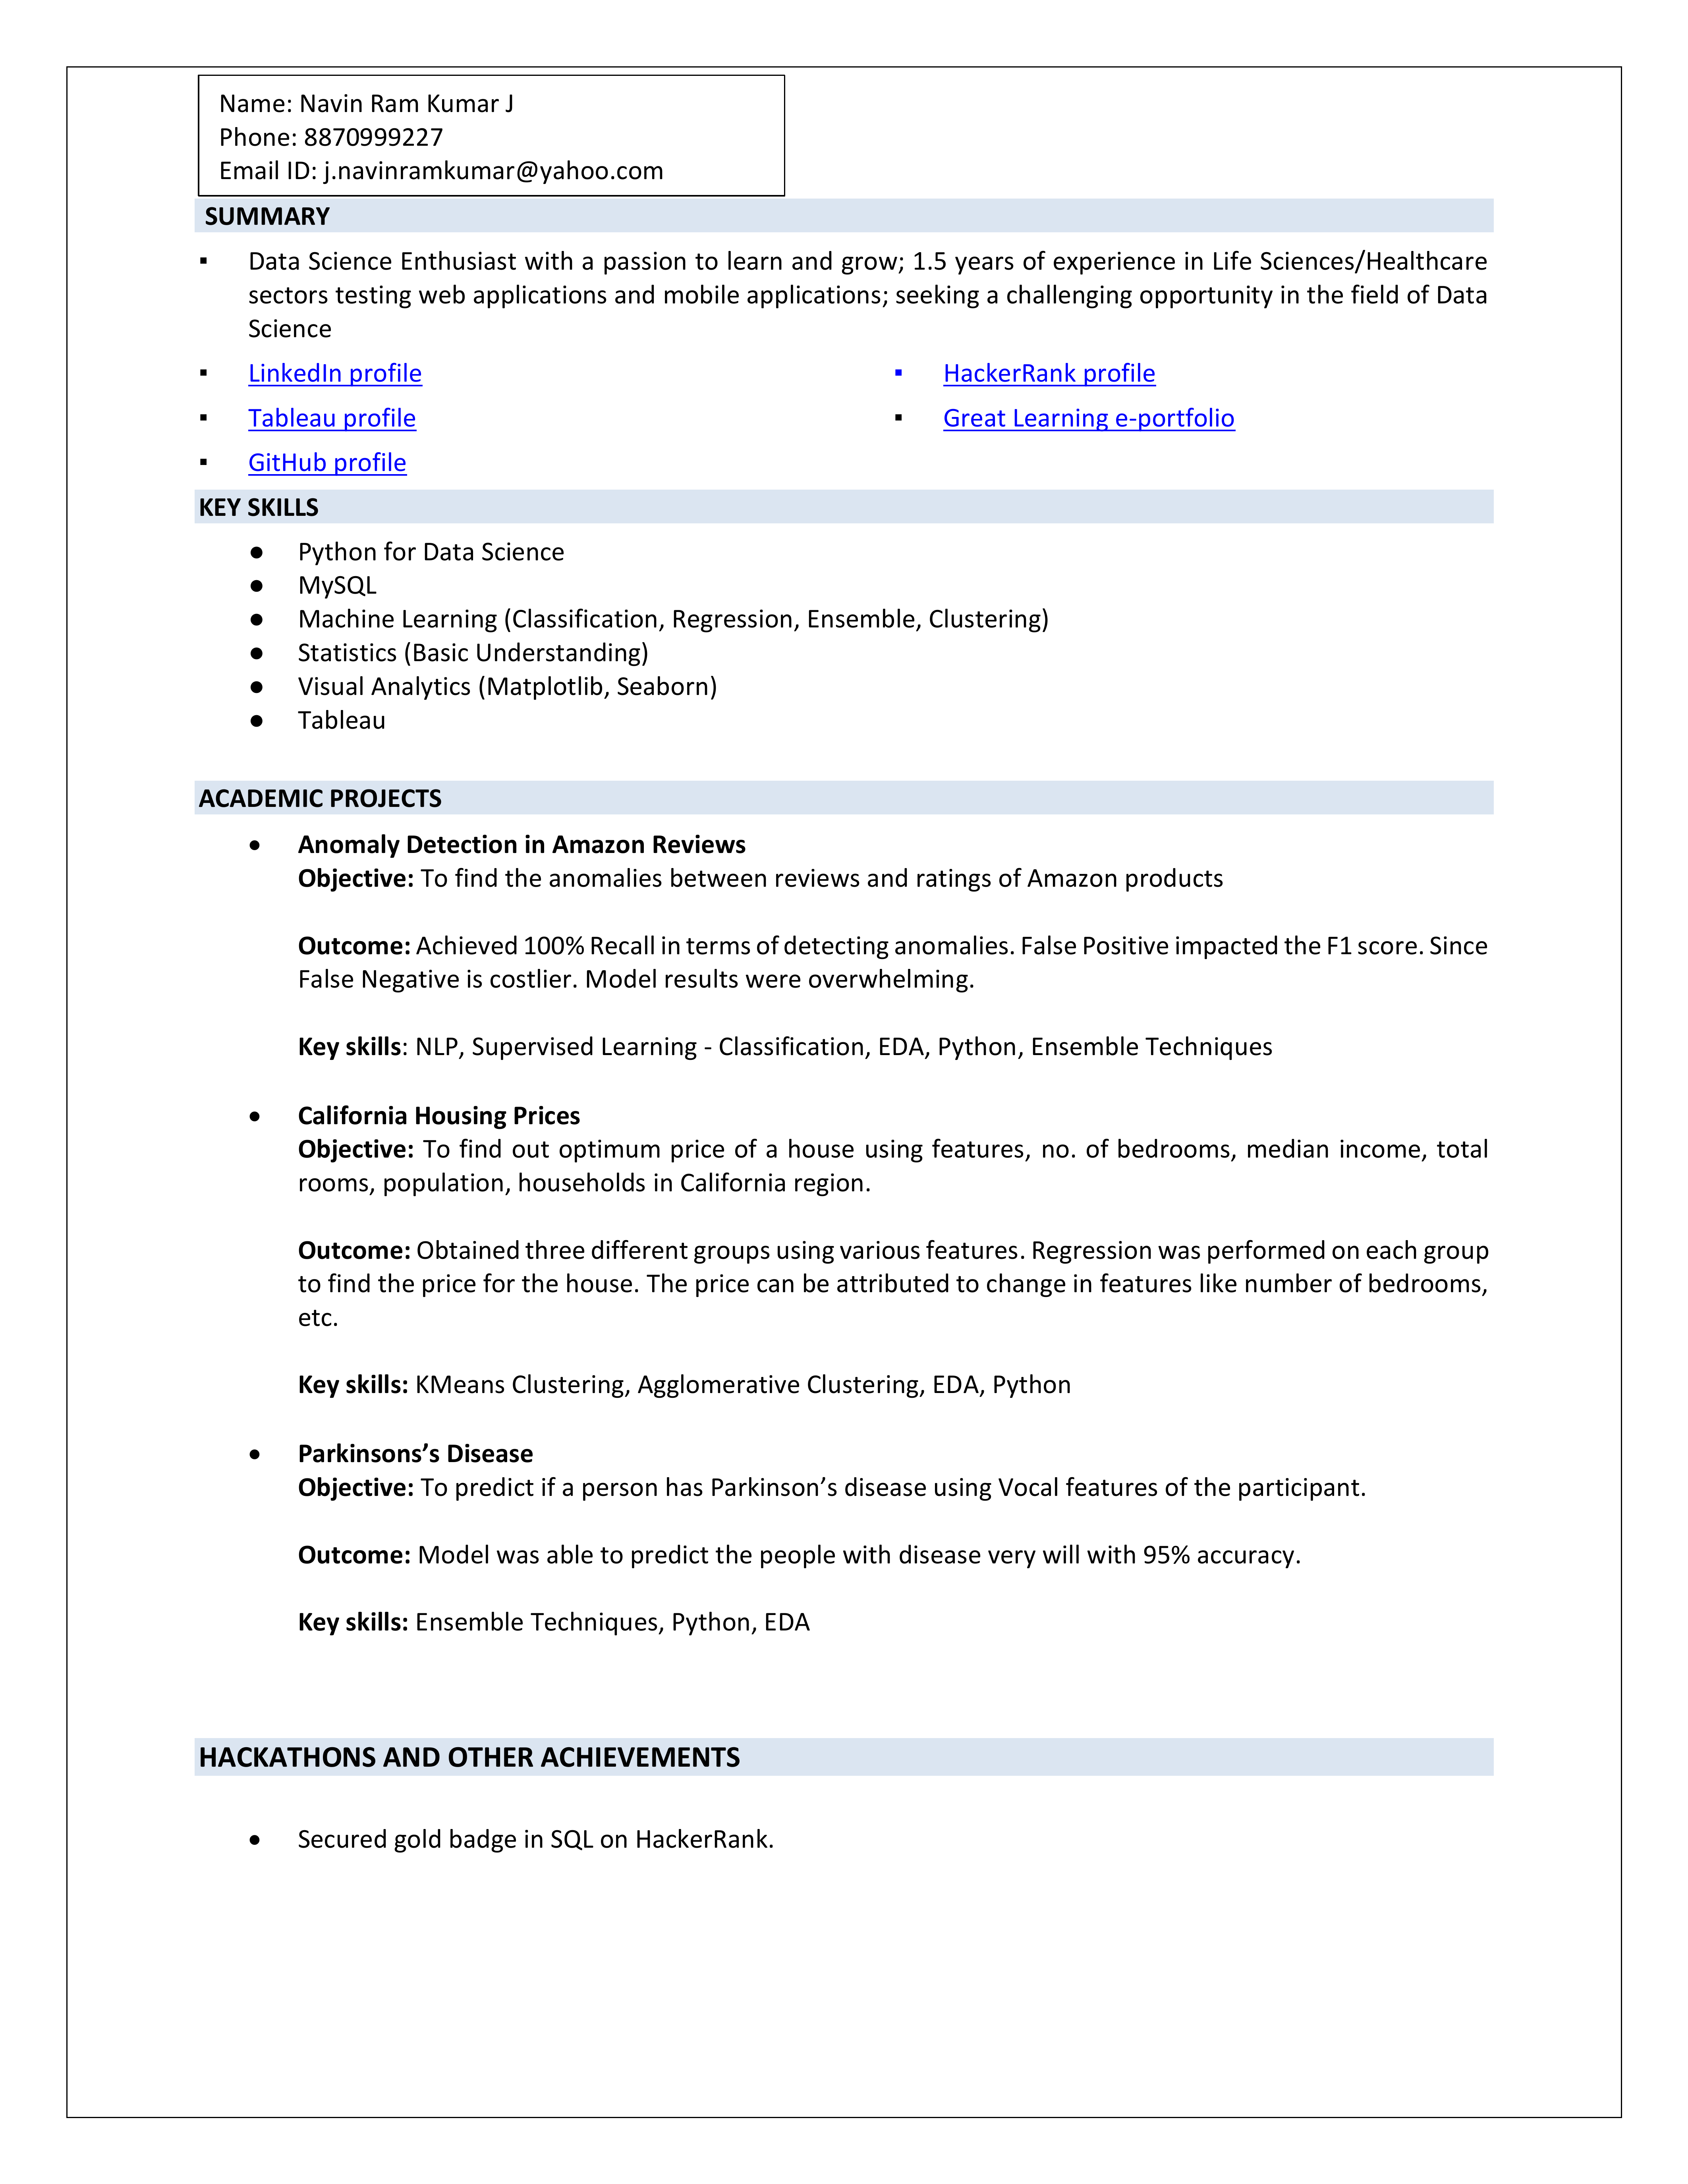 Name: Navin Ram Kumar J
Phone: 8870999227
Email ID: j.navinramkumar@yahoo.com
SUMMARY
▪ Data Science Enthusiast with a passion to learn and grow; 1.5 years of experience in Life Sciences/Healthcare
sectors testing web applications and mobile applications; seeking a challenging opportunity in the field of Data
Science
▪ LinkedIn profile
▪ HackerRank profile
▪ Tableau profile
▪ Great Learning e-portfolio
▪ GitHub profile
KEY SKILLS
● Python for Data Science
● MySQL
● Machine Learning (Classification, Regression, Ensemble, Clustering)
● Statistics (Basic Understanding)
● Visual Analytics (Matplotlib, Seaborn)
● Tableau
ACADEMIC PROJECTS
• Anomaly Detection in Amazon Reviews
Objective: To find the anomalies between reviews and ratings of Amazon products
Outcome: Achieved 100% Recall in terms of detecting anomalies. False Positive impacted the F1 score. Since
False Negative is costlier. Model results were overwhelming.
Key skills: NLP, Supervised Learning - Classification, EDA, Python, Ensemble Techniques
• California Housing Prices
Objective: To find out optimum price of a house using features, no. of bedrooms, median income, total
rooms, population, households in California region.
Outcome: Obtained three different groups using various features. Regression was performed on each group
to find the price for the house. The price can be attributed to change in features like number of bedrooms,
etc.
Key skills: KMeans Clustering, Agglomerative Clustering, EDA, Python
• Parkinsons’s Disease
Objective: To predict if a person has Parkinson’s disease using Vocal features of the participant.
Outcome: Model was able to predict the people with disease very will with 95% accuracy.
Key skills: Ensemble Techniques, Python, EDA
HACKATHONS AND OTHER ACHIEVEMENTS
• Secured gold badge in SQL on HackerRank.